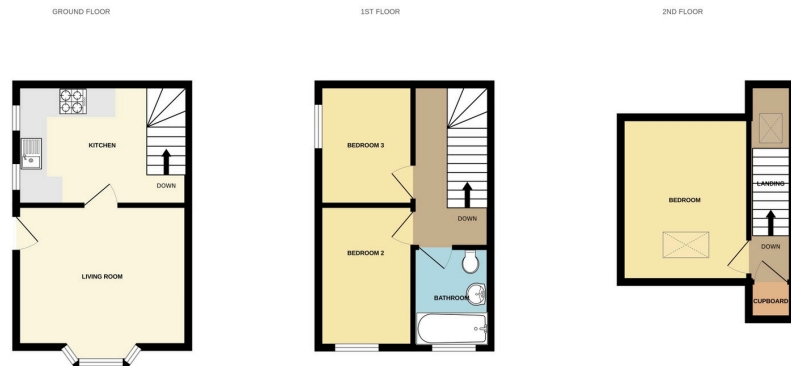 GROUND FLOOR
1ST FLOOR
2ND FLOOR
KITCHEN
DOWN
LIVING ROOM
BEDROOM 3
DOWN
BEDROOM 2
BATHROOM
BEDROOM
LANDING
DOWN
CUPBOARD